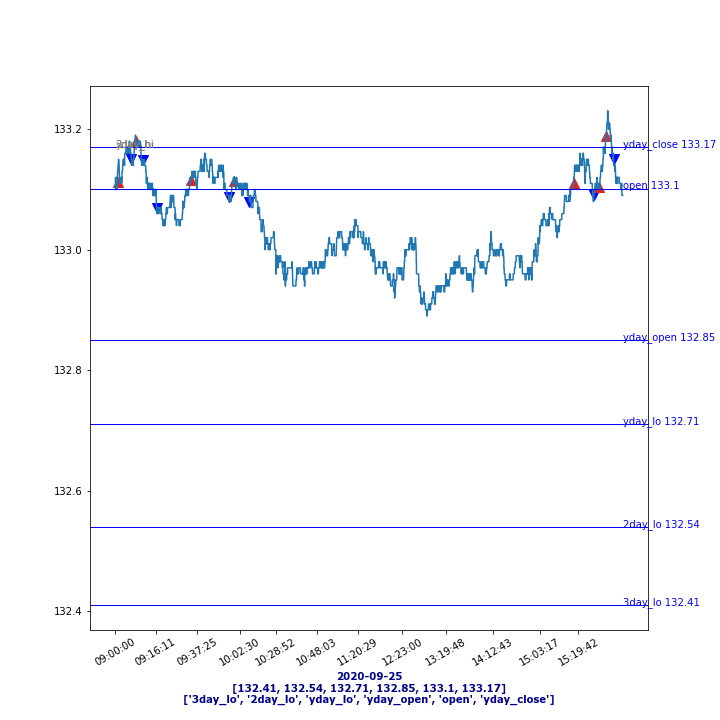 133.2
133.0
132.8
132.6
132.4
yday_close 133.17
open 133.1
yday_open 132.85
yday_lo 132.71
2day_lo 132.54
3day_lo 132.41
09:00:00
09:16:11
09:37:25
10:02:30
10:28:52
10:48:03
11:20:29
12:23:00
13:19:48
14:12:43
15:03:17
15:19:42
2020-09-25
[132.41, 132.54, 132.71, 132.85, 133.1, 133.17]
['3day_lo', '2day_lo', 'yday_lo', 'yday_open', 'open', 'yday_close']